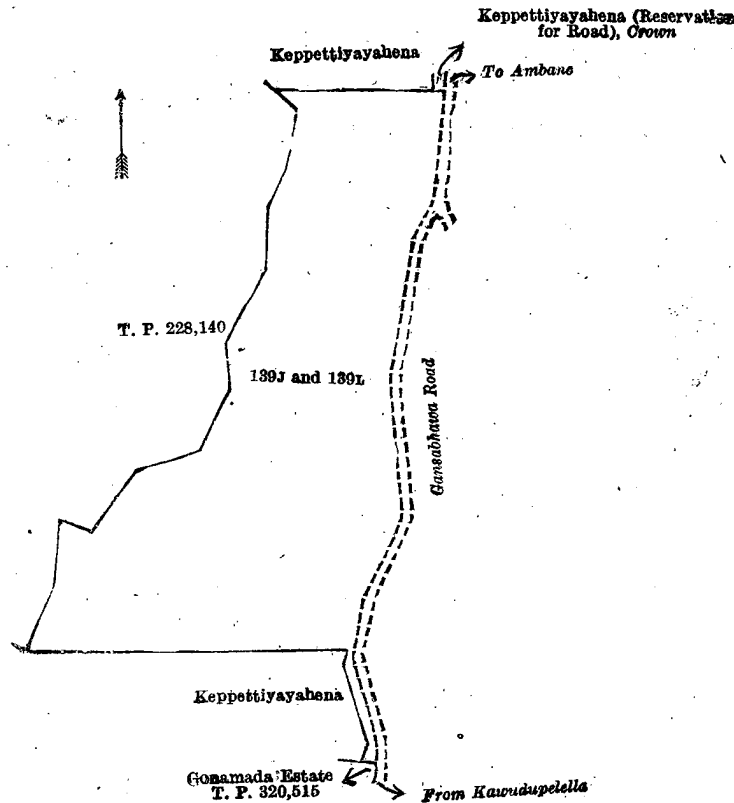 Keppettiyayahena (Reservation
for Road), Crown
Keppettiyayahena
To Ambane
T. P. 228,140
139J and 139L
Gansabhawa Road
Keppettiyayahena
Gonamada Estate
T. P. 320,515
From Kawudupelella